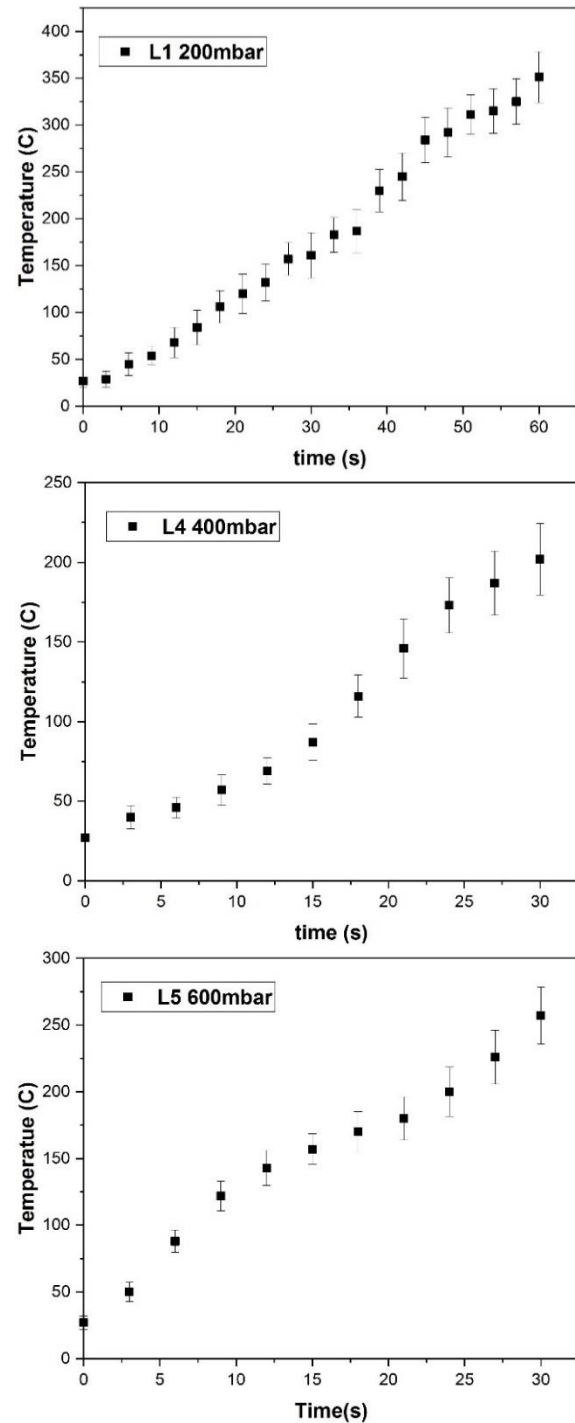 L1 200mbar
400
350
300
250
200
150
100
50
0
Temperature (C)
0 10 20 30 40 50 60
time (s)
L4 400mbar
250
200
150
100
50
0
Temperature (C)
0 5 10 15 20 25 30
time (s)
L5 600mbar
300
250
200
150
100
50
0
Temperatue (C)
0 5 10 15 20 25 30
Time(s)